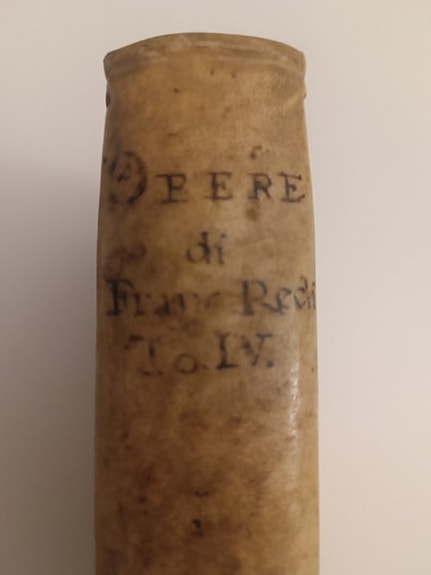 OPERE
di
Franc Redi
To. IV.